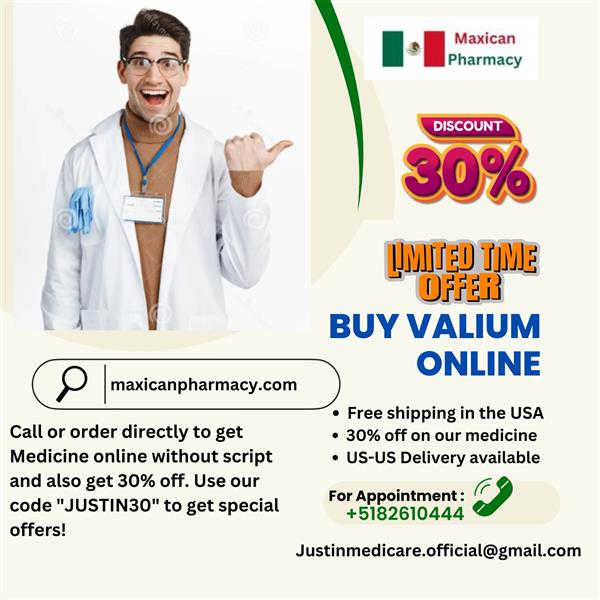 Maxican
Pharmacy
DISCOUNT
30%
LIMITED TIME
OFFER
BUY VALIUM
ONLINE
maxicanpharmacy.com
Free shipping in the USA
30% off on our medicine
US-US Delivery available
Call or order directly to get
Medicine online without script
and also get 30% off. Use our
code "JUSTIN30" to get special
offers!
For Appointment :
+5182610444
Justinmedicare.official@gmail.com